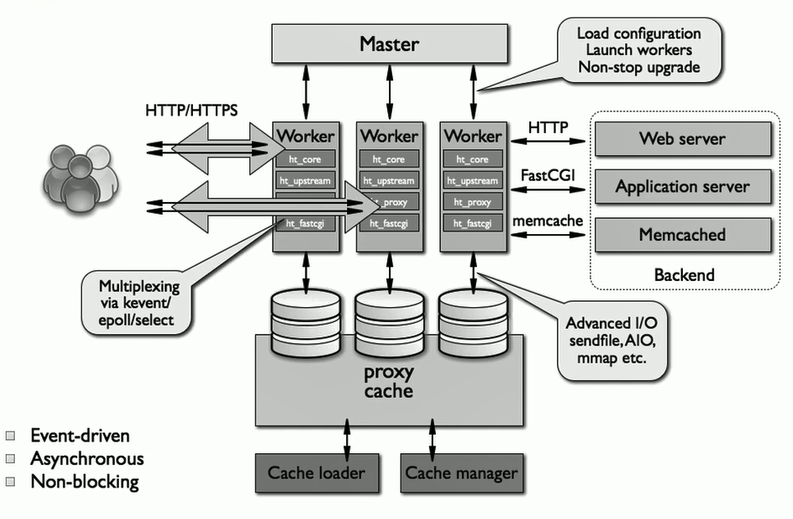 Master
Load configuration
Launch workers
Non-stop upgrade
HTTP/HTTPS
Worker
ht_core
ht_upstream
ht_fastcgi
Worker
ht_core
ht_upstream
ht_proxy
ht_fastcgi
Worker
ht_core
ht_upstream
ht_proxy
ht_fastcgi
HTTP
FastCGI
memcache
Web server
Application server
Memcached
Backend
Multiplexing
via kevent/
epoll/select
Advanced I/O
sendfile, AIO,
mmap etc.
proxy
cache
Cache loader
Cache manager
Event-driven
Asynchronous
Non-blocking